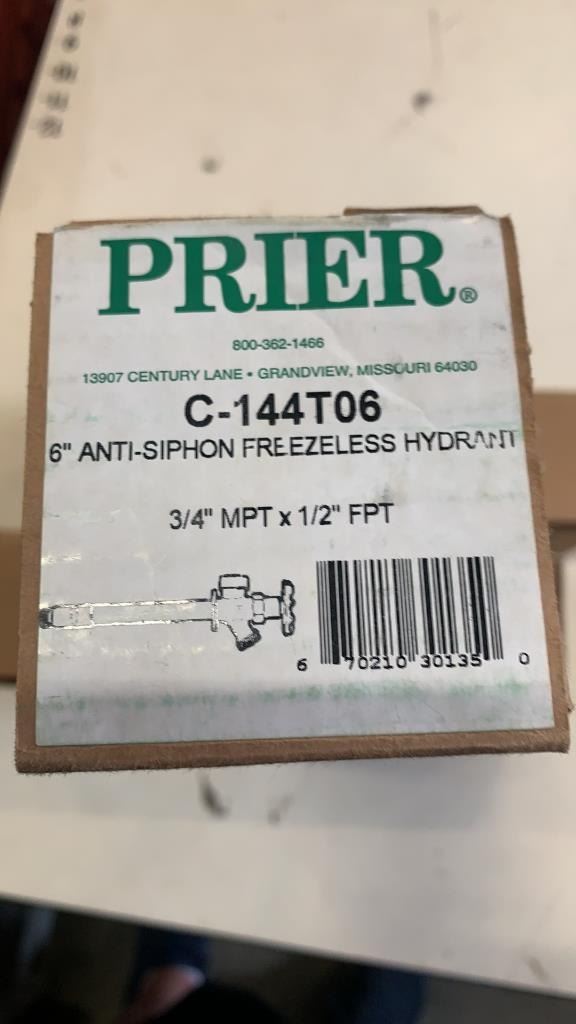 PRIER®
800-362-1466
13907 CENTURY LANE • GRANDVIEW, MISSOURI 64030
C-144T06
6" ANTI-SIPHON FREEZELESS HYDRANT
3/4" MPT x 1/2" FPT
6 70210 30135 0